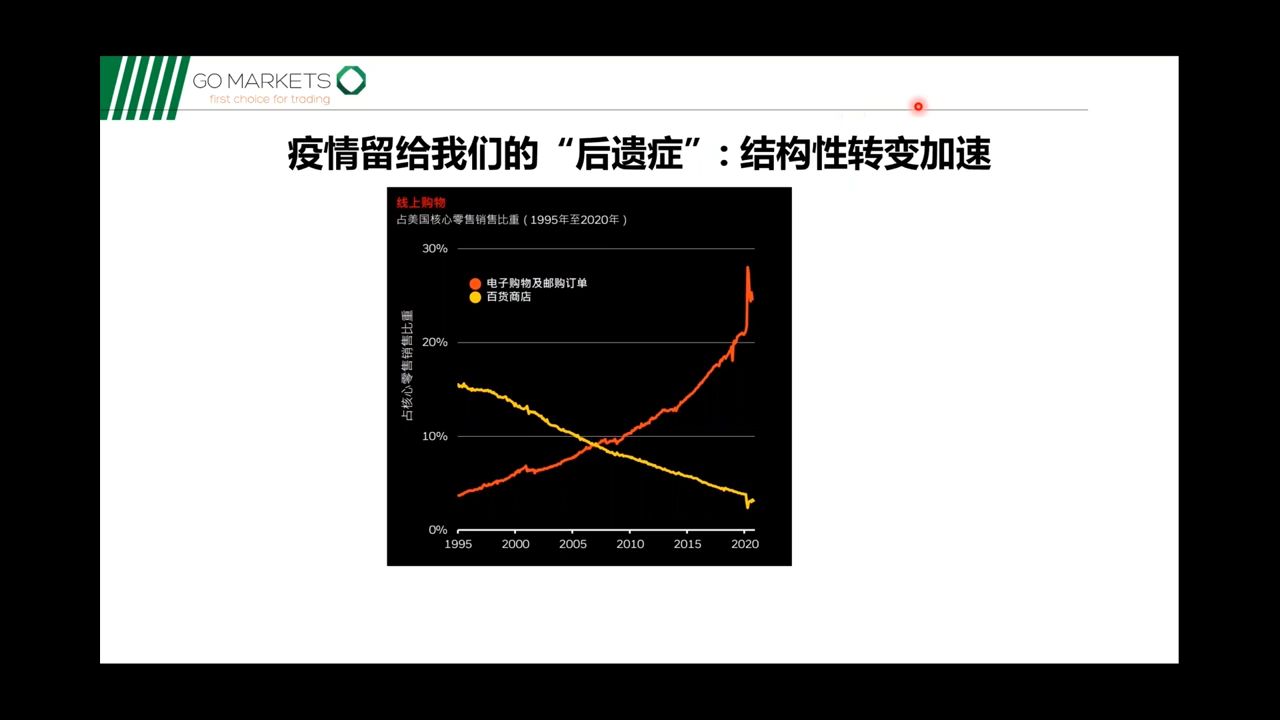 GO MARKETS
first choice for trading
疫情留给我们的“后遗症”：结构性转变加速
线上购物
占美国核心零售销售比重（1995年至2020年）
30%
电子购物及邮购订单
百货商店
占核心零售销售比重
20%
10%
0%
1995 2000 2005 2010 2015 2020